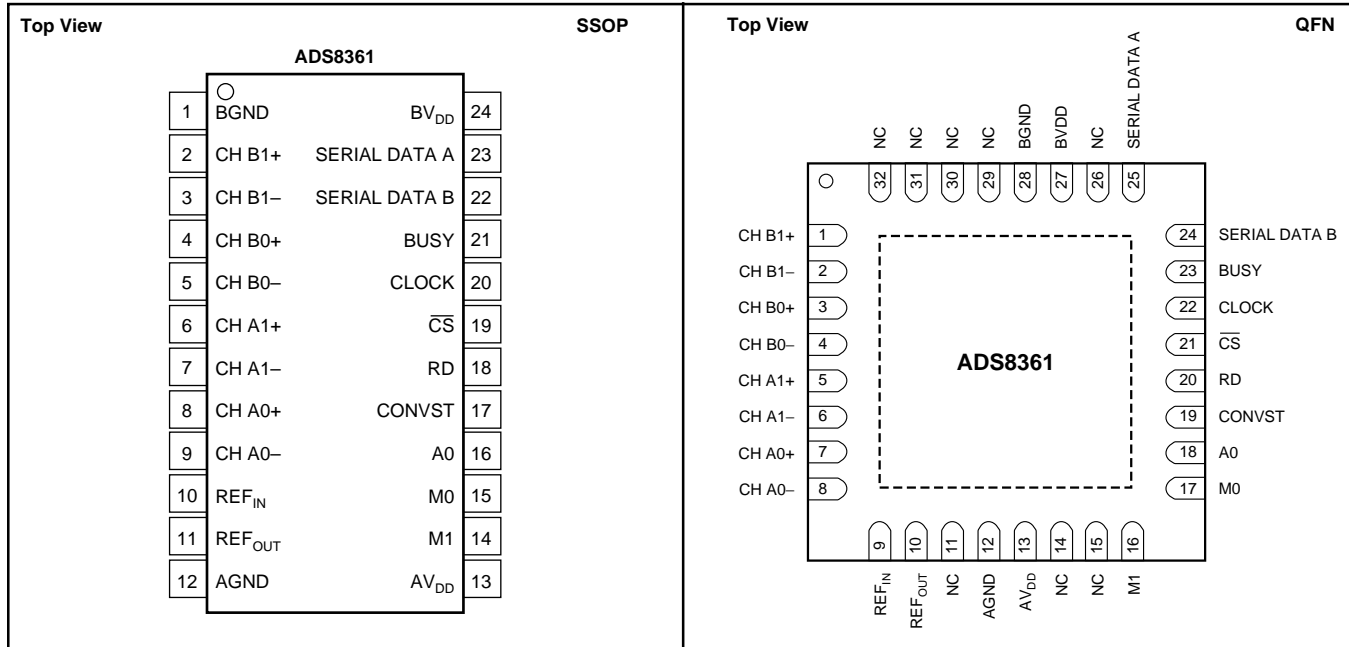 Top View
SSOP
ADS8361
1 BGND BVDD 24
2 CH B1+ SERIAL DATA A 23
3 CH B1– SERIAL DATA B 22
4 CH B0+ BUSY 21
5 CH B0– CLOCK 20
6 CH A1+ CS 19
7 CH A1– RD 18
8 CH A0+ CONVST 17
9 CH A0– A0 16
10 REFIN M0 15
11 REFOUT M1 14
12 AGND AVDD 13
Top View
QFN
NC NC NC NC BGND BVDD NC SERIAL DATA A
32 31 30 29 28 27 26 25
CH B1+ 1 24 SERIAL DATA B
CH B1– 2 23 BUSY
CH B0+ 3 22 CLOCK
CH B0– 4 21 CS
CH A1+ 5 20 RD
CH A1– 6 19 CONVST
CH A0+ 7 18 A0
CH A0– 8 17 M0
ADS8361
9 10 11 12 13 14 15 16
REFIN REFOUT NC AGND AVDD NC NC M1